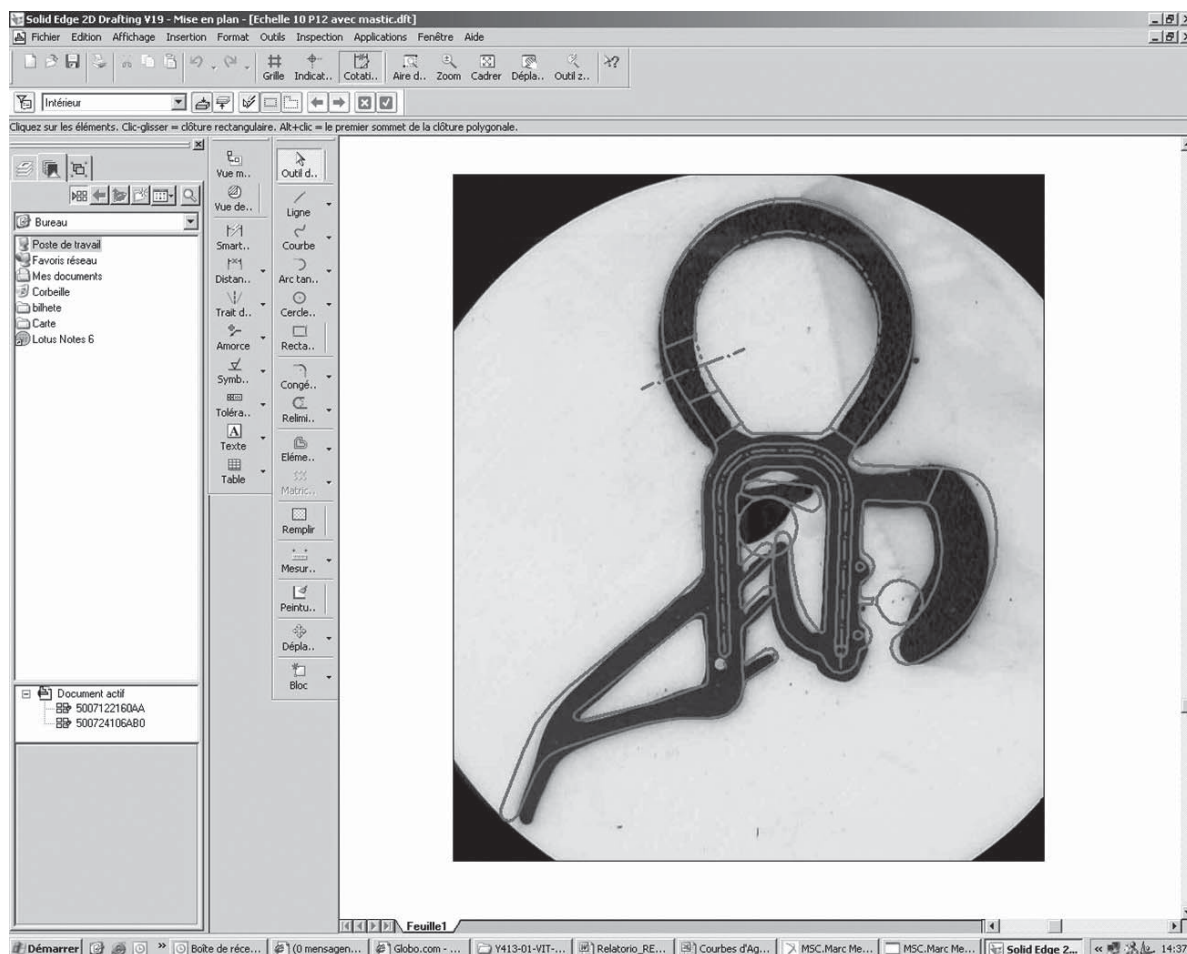 Solid Edge 2D Drafting V19 - Mise en plan - [Echelle 10 P12 avec mastic.dft]
Fichier Edition Affichage Insertion Format Outils Inspection Applications Fenêtre Aide
Grille Indicat... Cotati... Aire d.. Zoom Cadrer Dépla... Outil z...
Intérieur
Cliquez sur les éléments. Clic-glisser = clôture rectangulaire. Alt+clic = le premier sommet de la clôture polygonale.
Bureau
Poste de travail
Favoris réseau
Mes documents
Corbeille
bilhete
Carte
Lotus Notes 6
Document actif
5007122160AA
500724106AB0
Vue m...
Vue de...
Smart...
Distan...
Trait d...
Amorce
Symb...
Toléra...
Texte
Table
Outil d...
Ligne
Courbe
Arc tan...
Cercle...
Recta...
Congé...
Relimi...
Eléme...
Matric...
Remplir
Mesur...
Peintu...
Dépla...
Bloc
Feuille1
Démarrer » Boîte de réce... (0 mensagen... Globo.com - ... Y413-01-VIT-... Relatorio_RE... Courbes d'Ag... MSC.Marc Me... MSC.Marc Me... Solid Edge 2... « 14:37